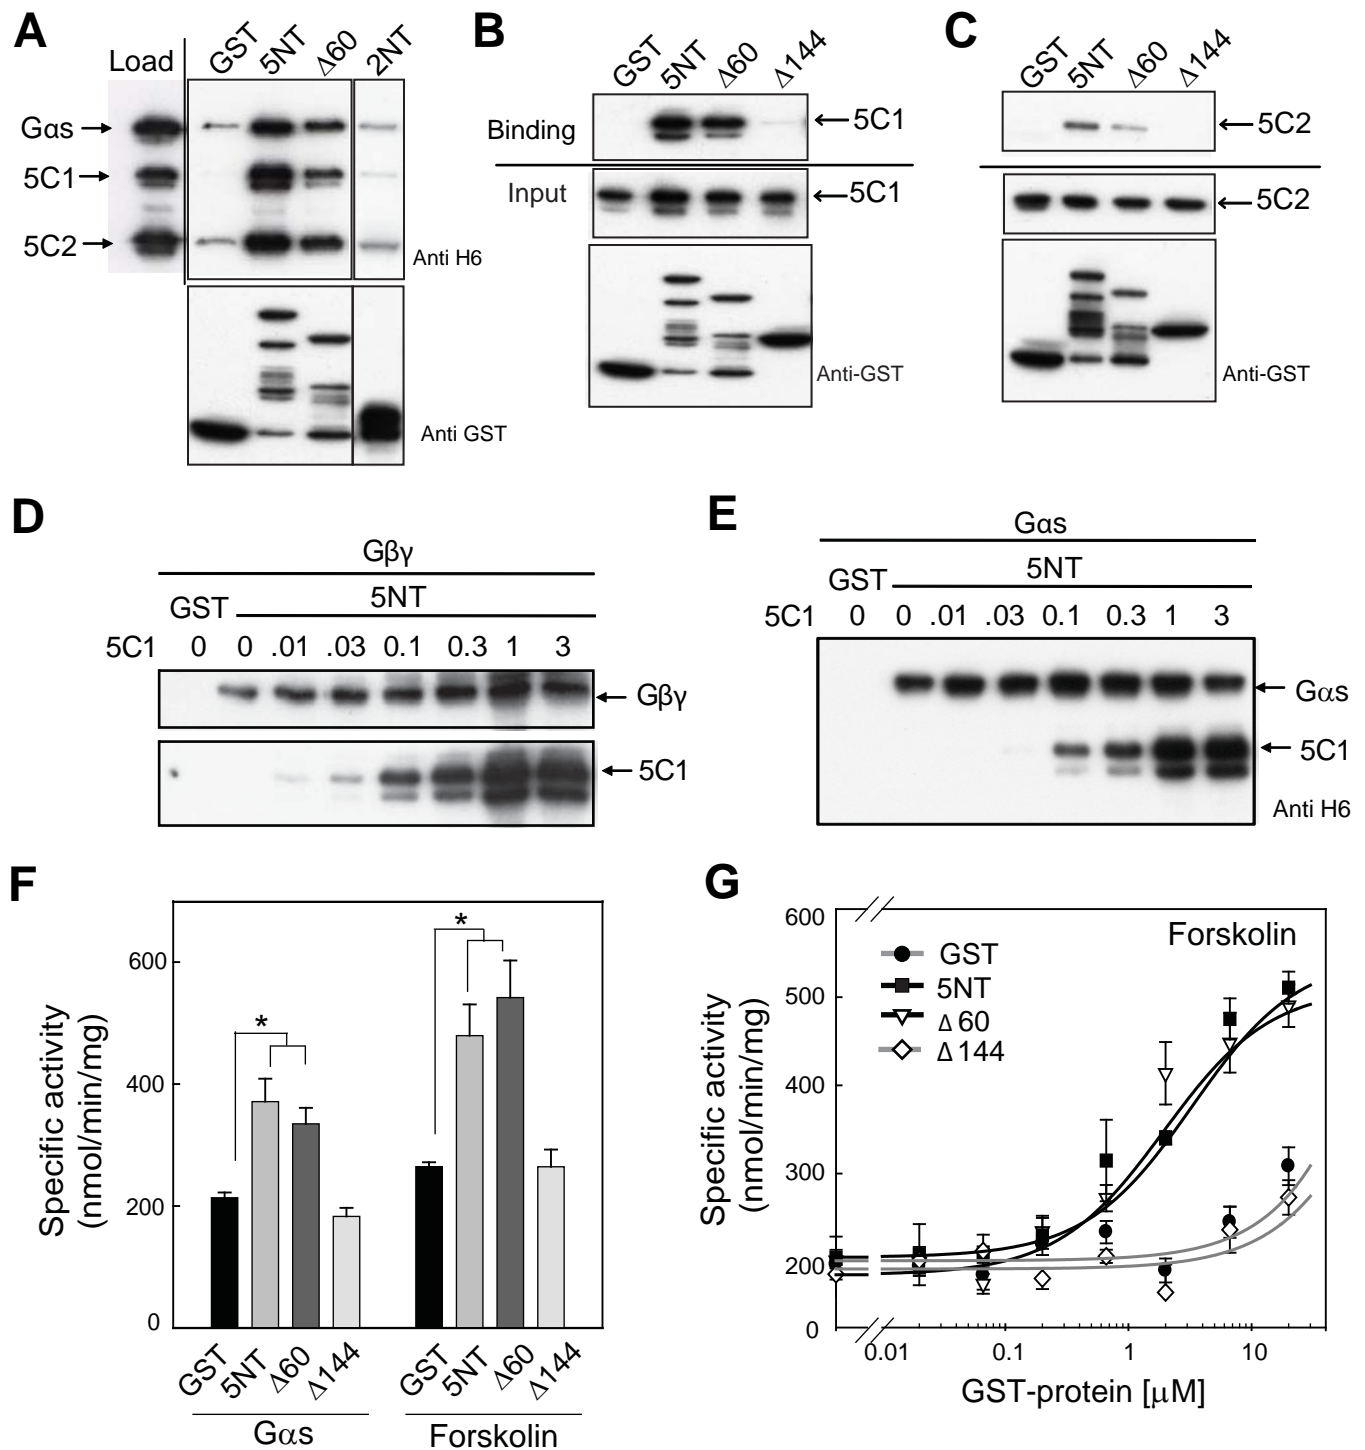 A
Load
GST 5NT Δ60 2NT
Gαs
5C1
5C2
Anti H6
Anti GST
B
GST 5NT Δ60 Δ144
Binding
5C1
Input
5C1
Anti-GST
C
GST 5NT Δ60 Δ144
5C2
5C2
Anti-GST
D
Gβγ
GST 5NT
5C1 0 0 .01 .03 0.1 0.3 1 3
Gβγ
5C1
E
Gαs
GST 5NT
5C1 0 0 .01 .03 0.1 0.3 1 3
Gαs
5C1
Anti H6
F
Specific activity
(nmol/min/mg)
600
400
200
0
*
*
GST 5NT Δ60 Δ144 GST 5NT Δ60 Δ144
Gαs Forskolin
G
Specific activity
(nmol/min/mg)
600
500
400
300
200
0
Forskolin
GST
5NT
Δ60
Δ144
0.01 0.1 1 10
GST-protein [μM]